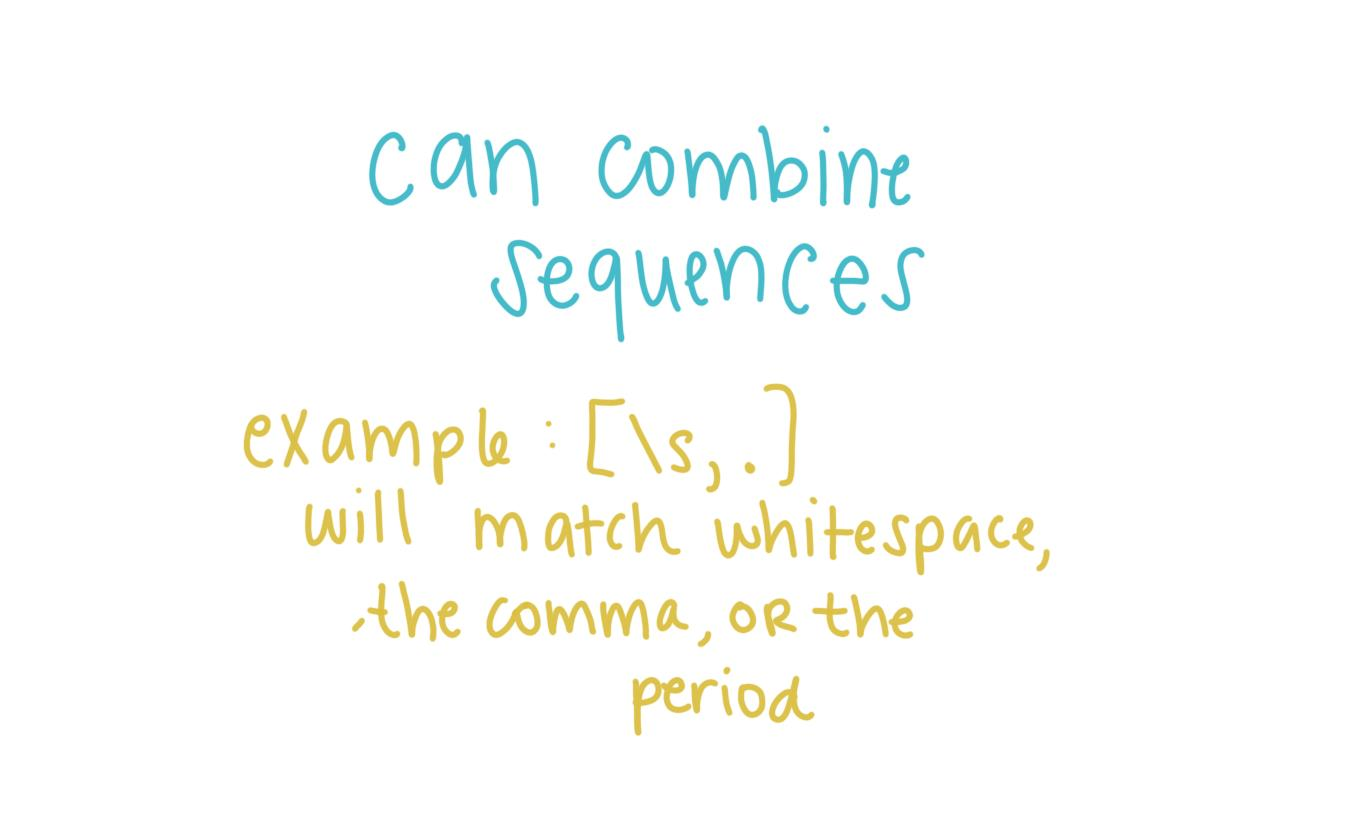 can combine
sequences
example : [\s,.]
will match whitespace,
the comma, OR the
period